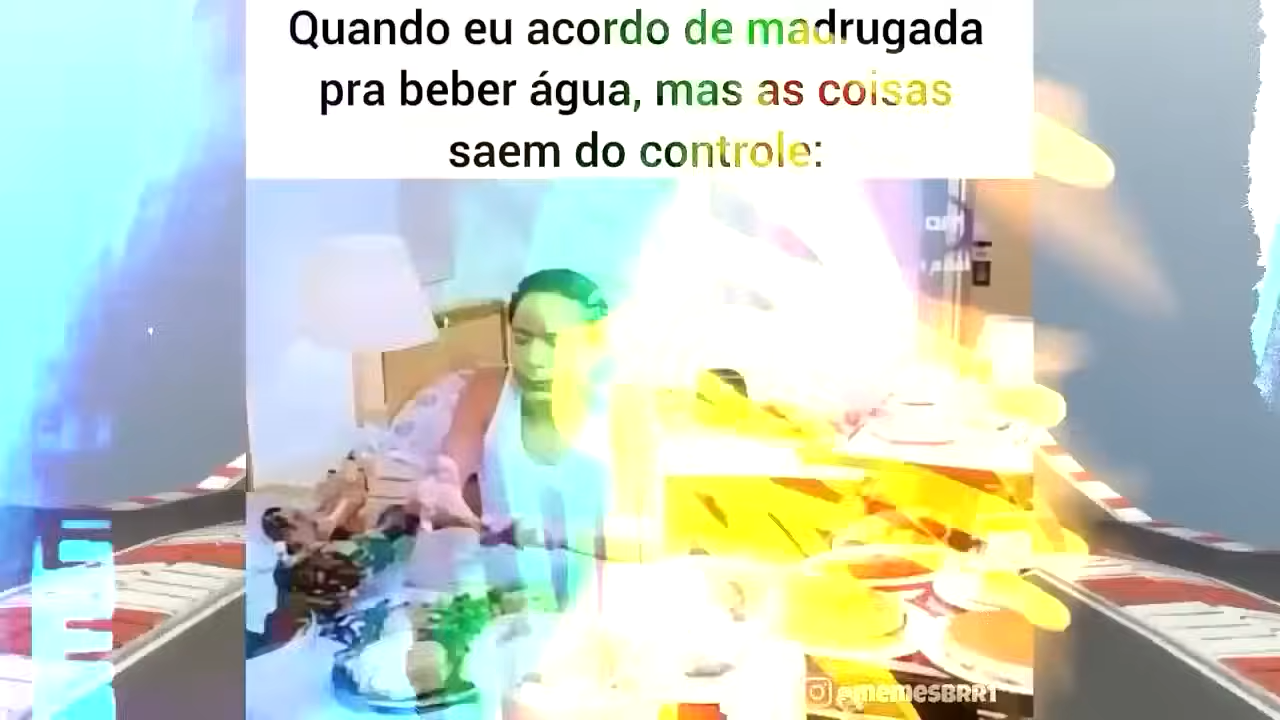 Quando eu acordo de madrugada
pra beber água, mas as coisas
saem do controle:
@memesBRR1